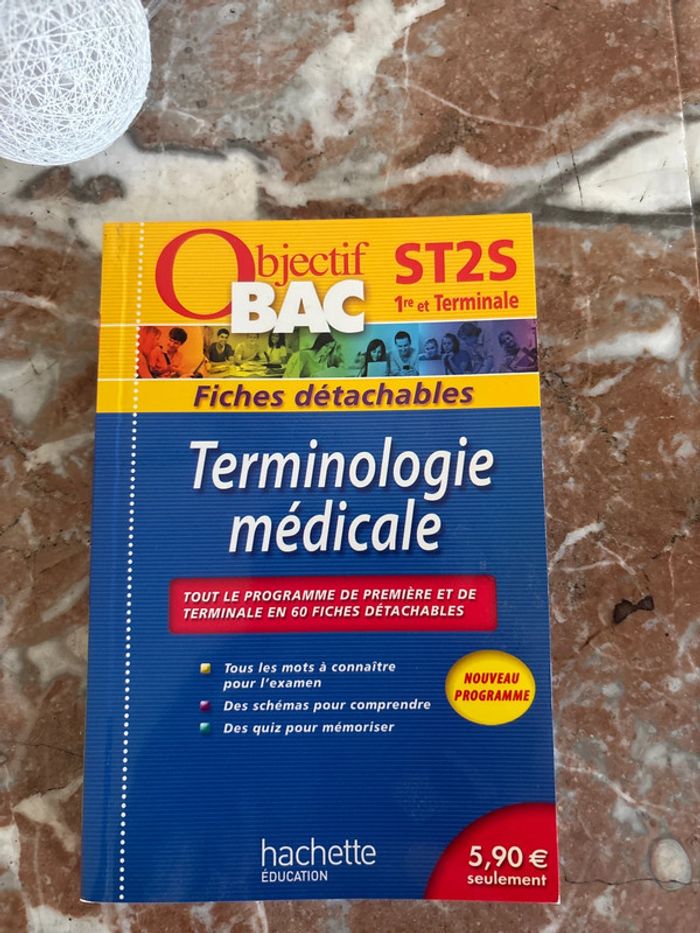 Objectif
BAC
ST2S
1re et Terminale
Fiches détachables
Terminologie
médicale
TOUT LE PROGRAMME DE PREMIÈRE ET DE
TERMINALE EN 60 FICHES DÉTACHABLES
Tous les mots à connaître
pour l'examen
Des schémas pour comprendre
Des quiz pour mémoriser
NOUVEAU
PROGRAMME
hachette
ÉDUCATION
5,90 €
seulement